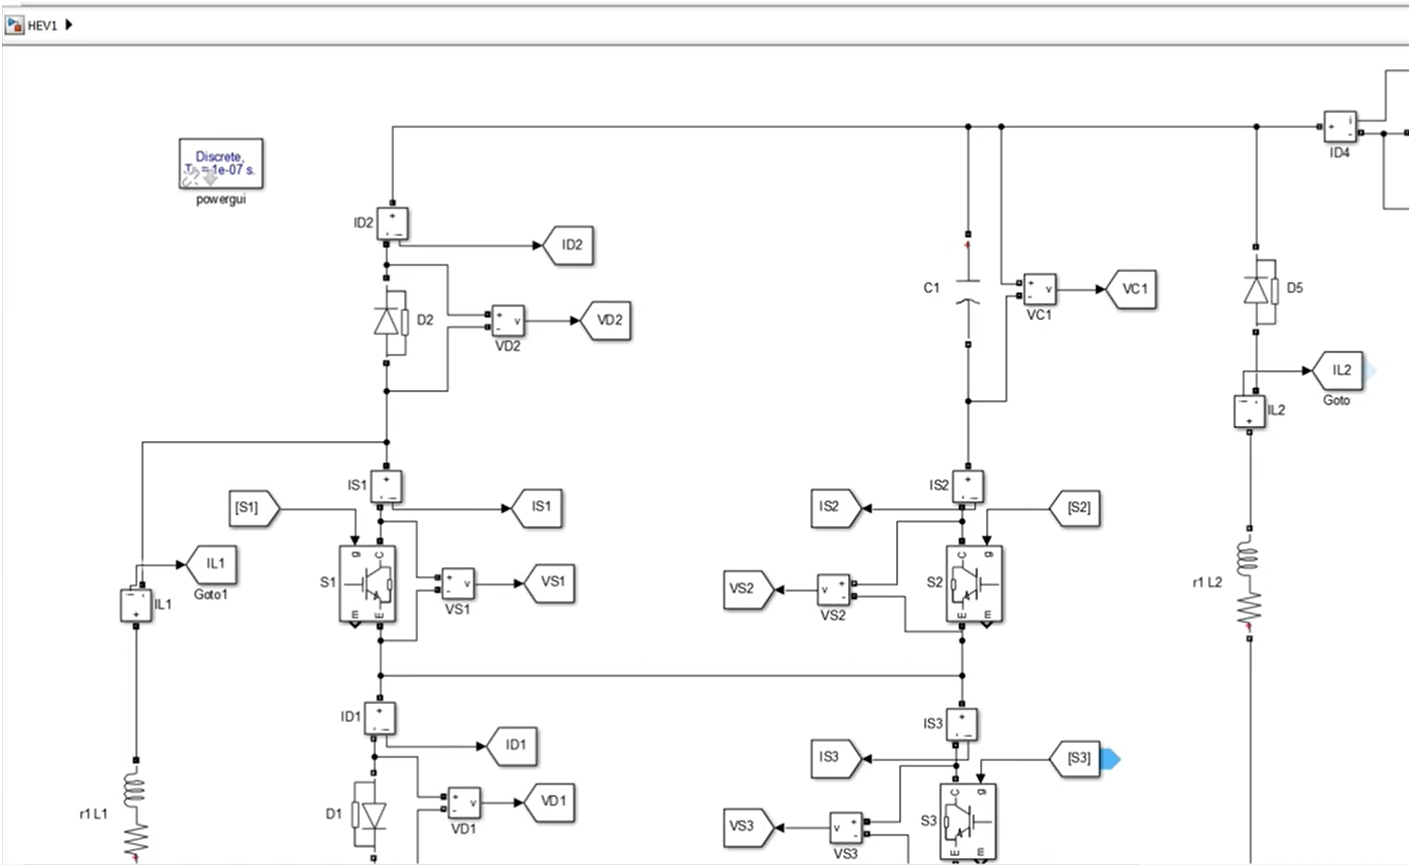 HEV1
Discrete,
Ts = 1e-07 s.
powergui
i
ID4
ID2
ID2
D2
v
VD2
VD2
C1
v
VC1
VC1
D5
IL2
Goto
IL2
IS1
[S1]
IS1
IS2
IS2
[S2]
IL1
Goto1
IL1
g
C
S1
m
E
v
VS1
VS1
VS2
v
VS2
C
g
S2
E
m
r1 L2
ID1
ID1
IS3
IS3
[S3]
r1 L1
D1
v
VD1
VD1
VS3
v
VS3
C
g
S3
E
m